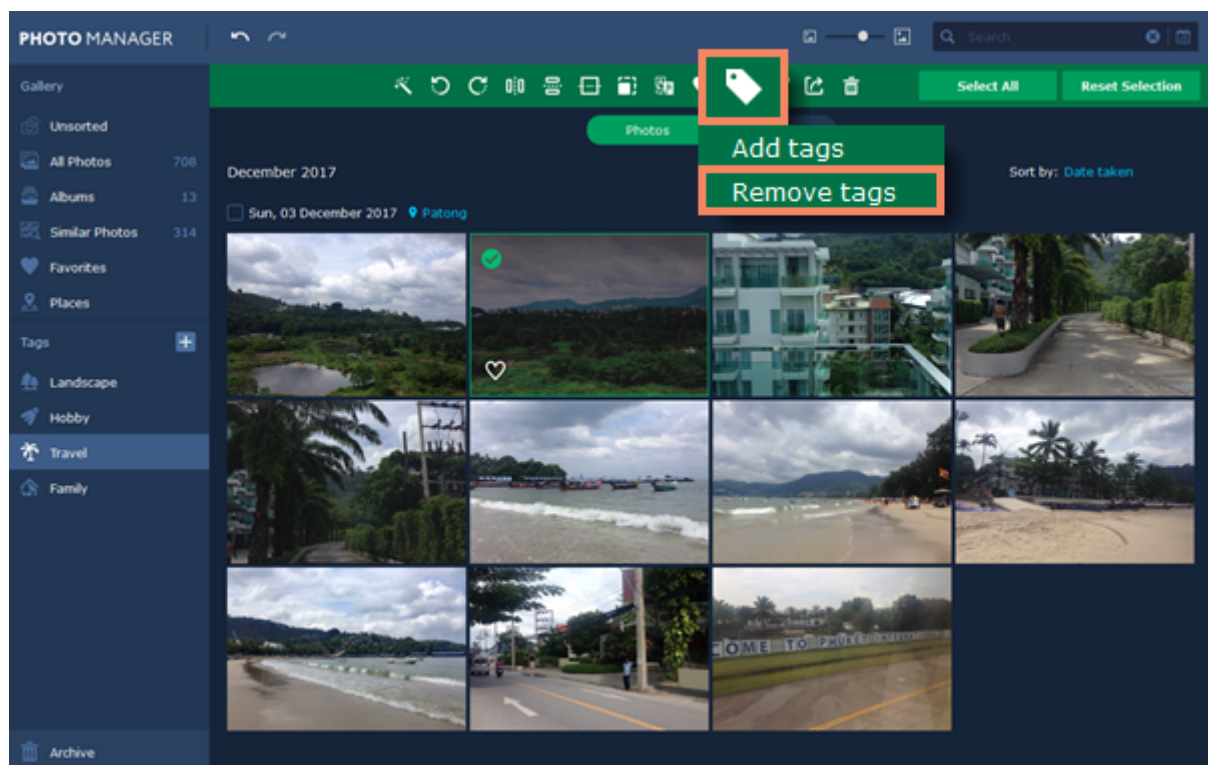 PHOTO MANAGER
Search
Gallery
Select All
Reset Selection
Unsorted
Photos
Add tags
All Photos 708
December 2017
Remove tags
Sort by: Date taken
Albums 13
Sun, 03 December 2017 Patong
Similar Photos 314
Favorites
Places
Tags
Landscape
Hobby
Travel
Family
COME TO PHUKET INTERNAT
Archive